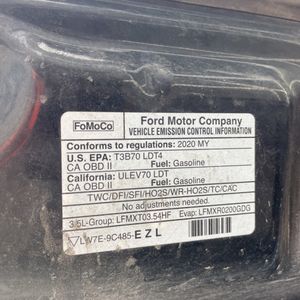 FoMoCo
Ford Motor Company
VEHICLE EMISSION CONTROL INFORMATION
Conforms to regulations: 2020 MY
U.S. EPA: T3B70 LDT4
CA OBD II Fuel: Gasoline
California: ULEV70 LDT
CA OBD II Fuel: Gasoline
TWC/DFI/SFI/HO2S/WR-HO2S/TC/CAC
No adjustments needed.
3.5L-Group: LFMXT03.54HF Evap: LFMXR0200GDG
LW7E-9C485-EZL